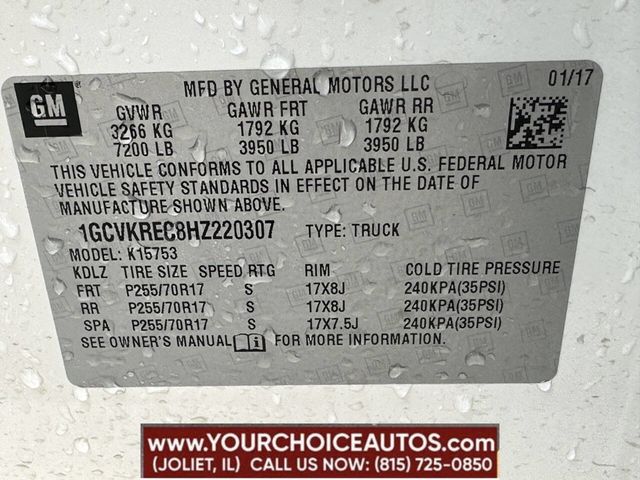 GM
MFD BY GENERAL MOTORS LLC 01/17
GVWR GAWR FRT GAWR RR
3266 KG 1792 KG 1792 KG
7200 LB 3950 LB 3950 LB
THIS VEHICLE CONFORMS TO ALL APPLICABLE U.S. FEDERAL MOTOR
VEHICLE SAFETY STANDARDS IN EFFECT ON THE DATE OF
MANUFACTURE SHOWN ABOVE.
1GCVKREC8HZ220307 TYPE: TRUCK
MODEL: K15753
KDLZ TIRE SIZE SPEED RTG RIM COLD TIRE PRESSURE
FRT P255/70R17 S 17X8J 240KPA(35PSI)
RR P255/70R17 S 17X8J 240KPA(35PSI)
SPA P255/70R17 S 17X7.5J 240KPA(35PSI)
SEE OWNER'S MANUAL FOR MORE INFORMATION.
WWW.YOURCHOICEAUTOS.COM
(JOLIET, IL) CALL US NOW: (815) 725-0850